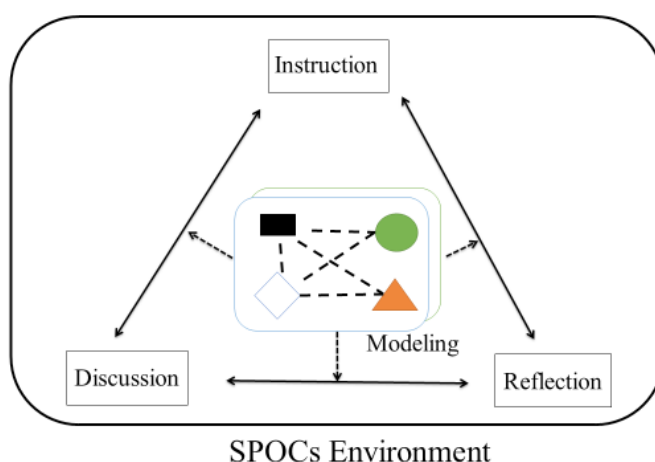 Instruction
Modeling
Discussion
Reflection
SPOCs Environment